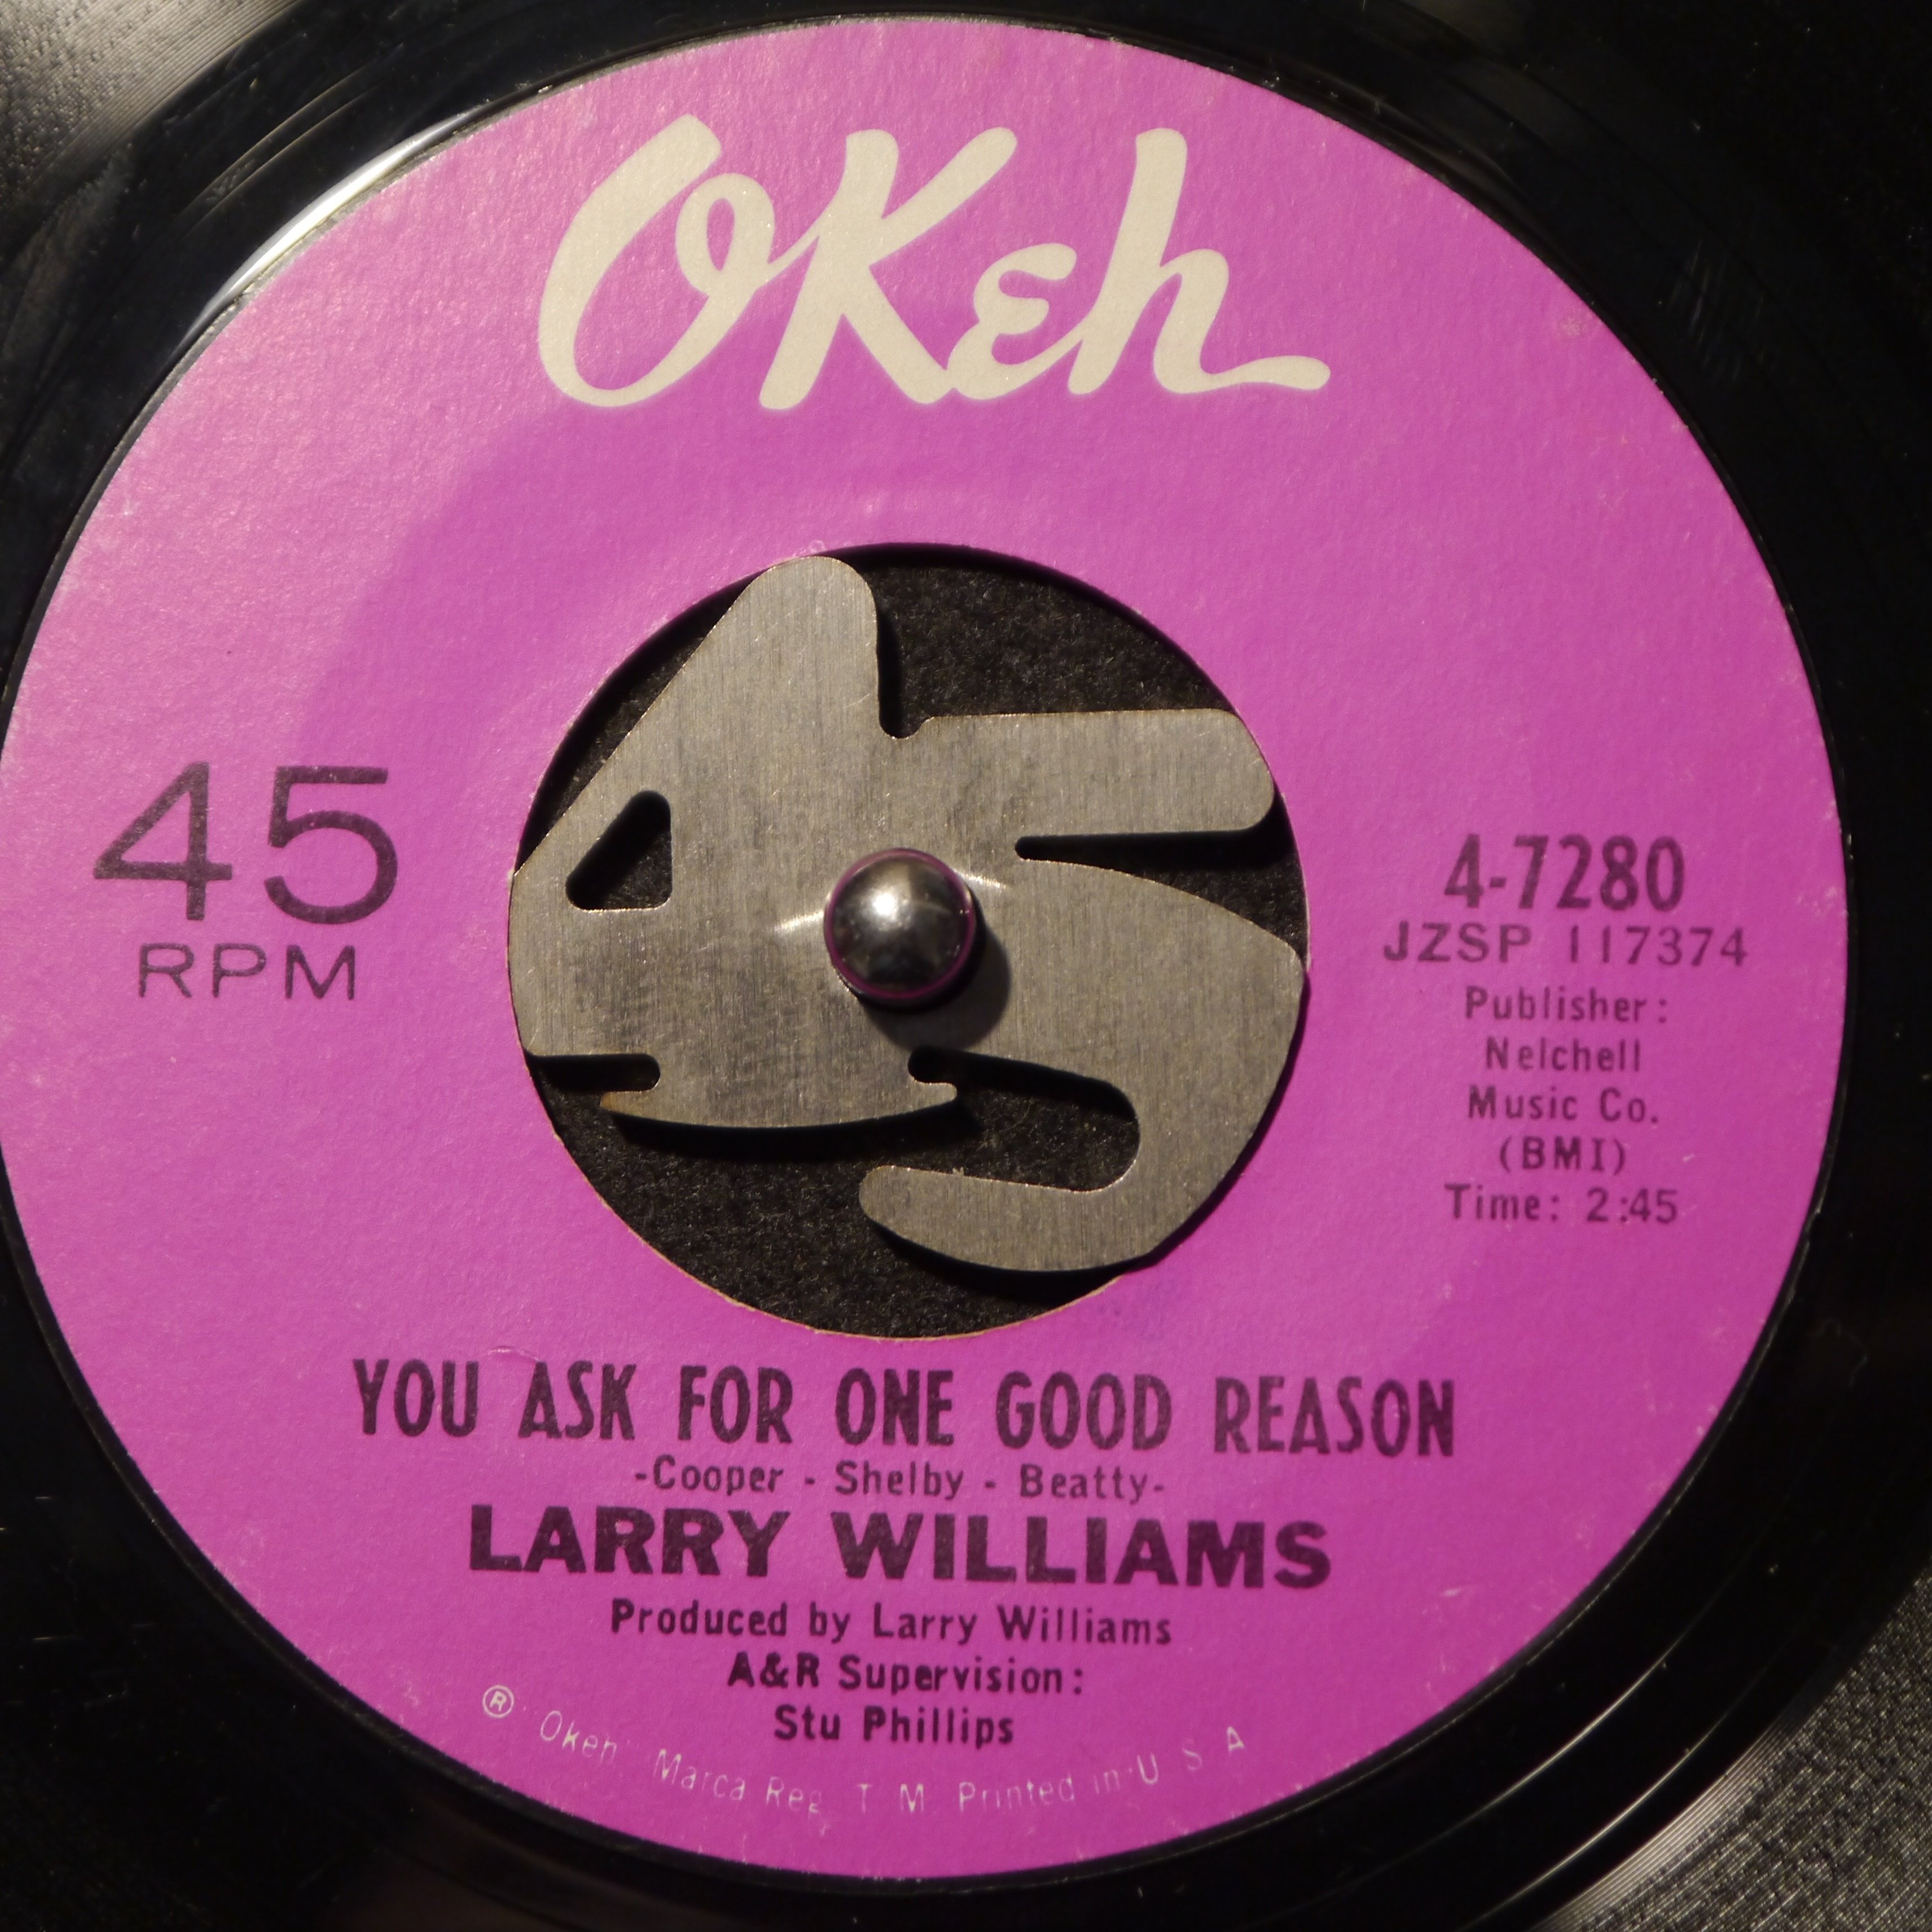 OKeh
45
RPM
4-7280
JZSP 117374
Publisher:
Nelchell
Music Co.
(BMI)
Time: 2:45
YOU ASK FOR ONE GOOD REASON
-Cooper - Shelby - Beatty-
LARRY WILLIAMS
Produced by Larry Williams
A&R Supervision:
Stu Phillips
® "Okeh" Marca Reg. T M Printed in U S A